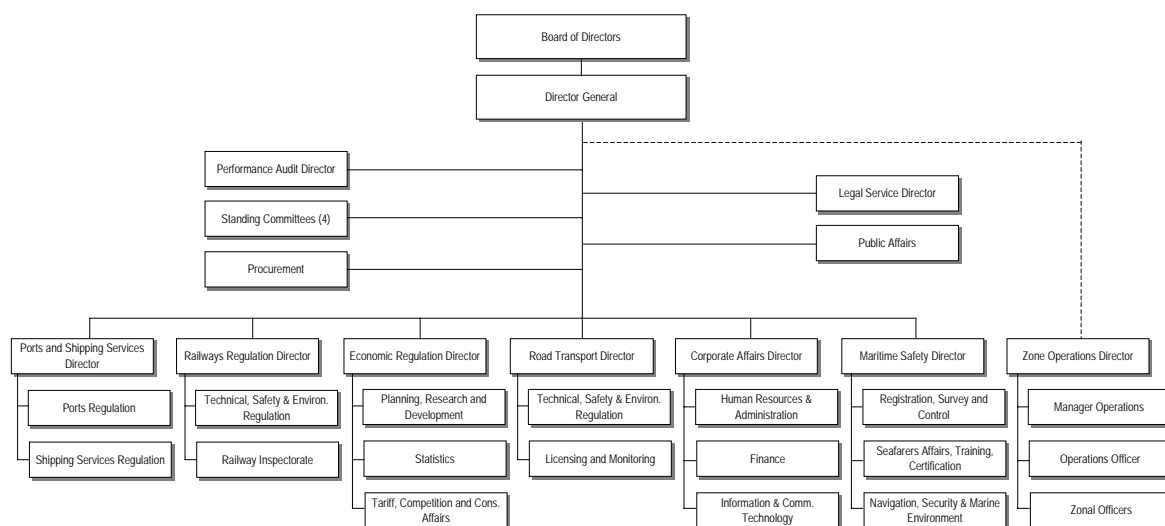 Board of Directors
Director General
Performance Audit Director
Legal Service Director
Standing Committees (4)
Public Affairs
Procurement
Ports and Shipping Services
Director
Railways Regulation Director
Economic Regulation Director
Road Transport Director
Corporate Affairs Director
Maritime Safety Director
Zone Operations Director
Ports Regulation
Technical, Safety & Environ.
Regulation
Planning, Research and
Development
Technical, Safety & Environ.
Regulation
Human Resources &
Administration
Registration, Survey and
Control
Manager Operations
Shipping Services Regulation
Railway Inspectorate
Statistics
Licensing and Monitoring
Finance
Seafarers Affairs, Training,
Certification
Operations Officer
Tariff, Competition and Cons.
Affairs
Information & Comm.
Technology
Navigation, Security & Marine
Environment
Zonal Officers